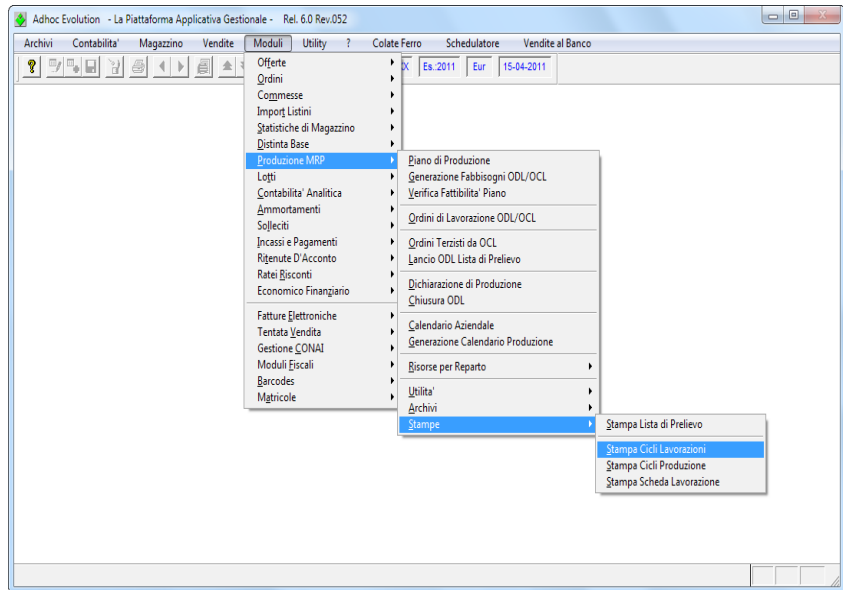 Adhoc Evolution - La Piattaforma Applicativa Gestionale - Rel. 6.0 Rev.052
Archivi Contabilita' Magazzino Vendite Moduli Utility ? Colate Ferro Schedulatore Vendite al Banco
Es.:2011 Eur 15-04-2011
Offerte
Ordini
Commesse
Import Listini
Statistiche di Magazzino
Distinta Base
Produzione MRP
Lotti
Contabilita' Analitica
Ammortamenti
Solleciti
Incassi e Pagamenti
Ritenute D'Acconto
Ratei Risconti
Economico Finanziario
Fatture Elettroniche
Tentata Vendita
Gestione CONAI
Moduli Fiscali
Barcodes
Matricole
Piano di Produzione
Generazione Fabbisogni ODL/OCL
Verifica Fattibilita' Piano
Ordini di Lavorazione ODL/OCL
Ordini Terzisti da OCL
Lancio ODL Lista di Prelievo
Dichiarazione di Produzione
Chiusura ODL
Calendario Aziendale
Generazione Calendario Produzione
Risorse per Reparto
Utilita'
Archivi
Stampe
Stampa Lista di Prelievo
Stampa Cicli Lavorazioni
Stampa Cicli Produzione
Stampa Scheda Lavorazione